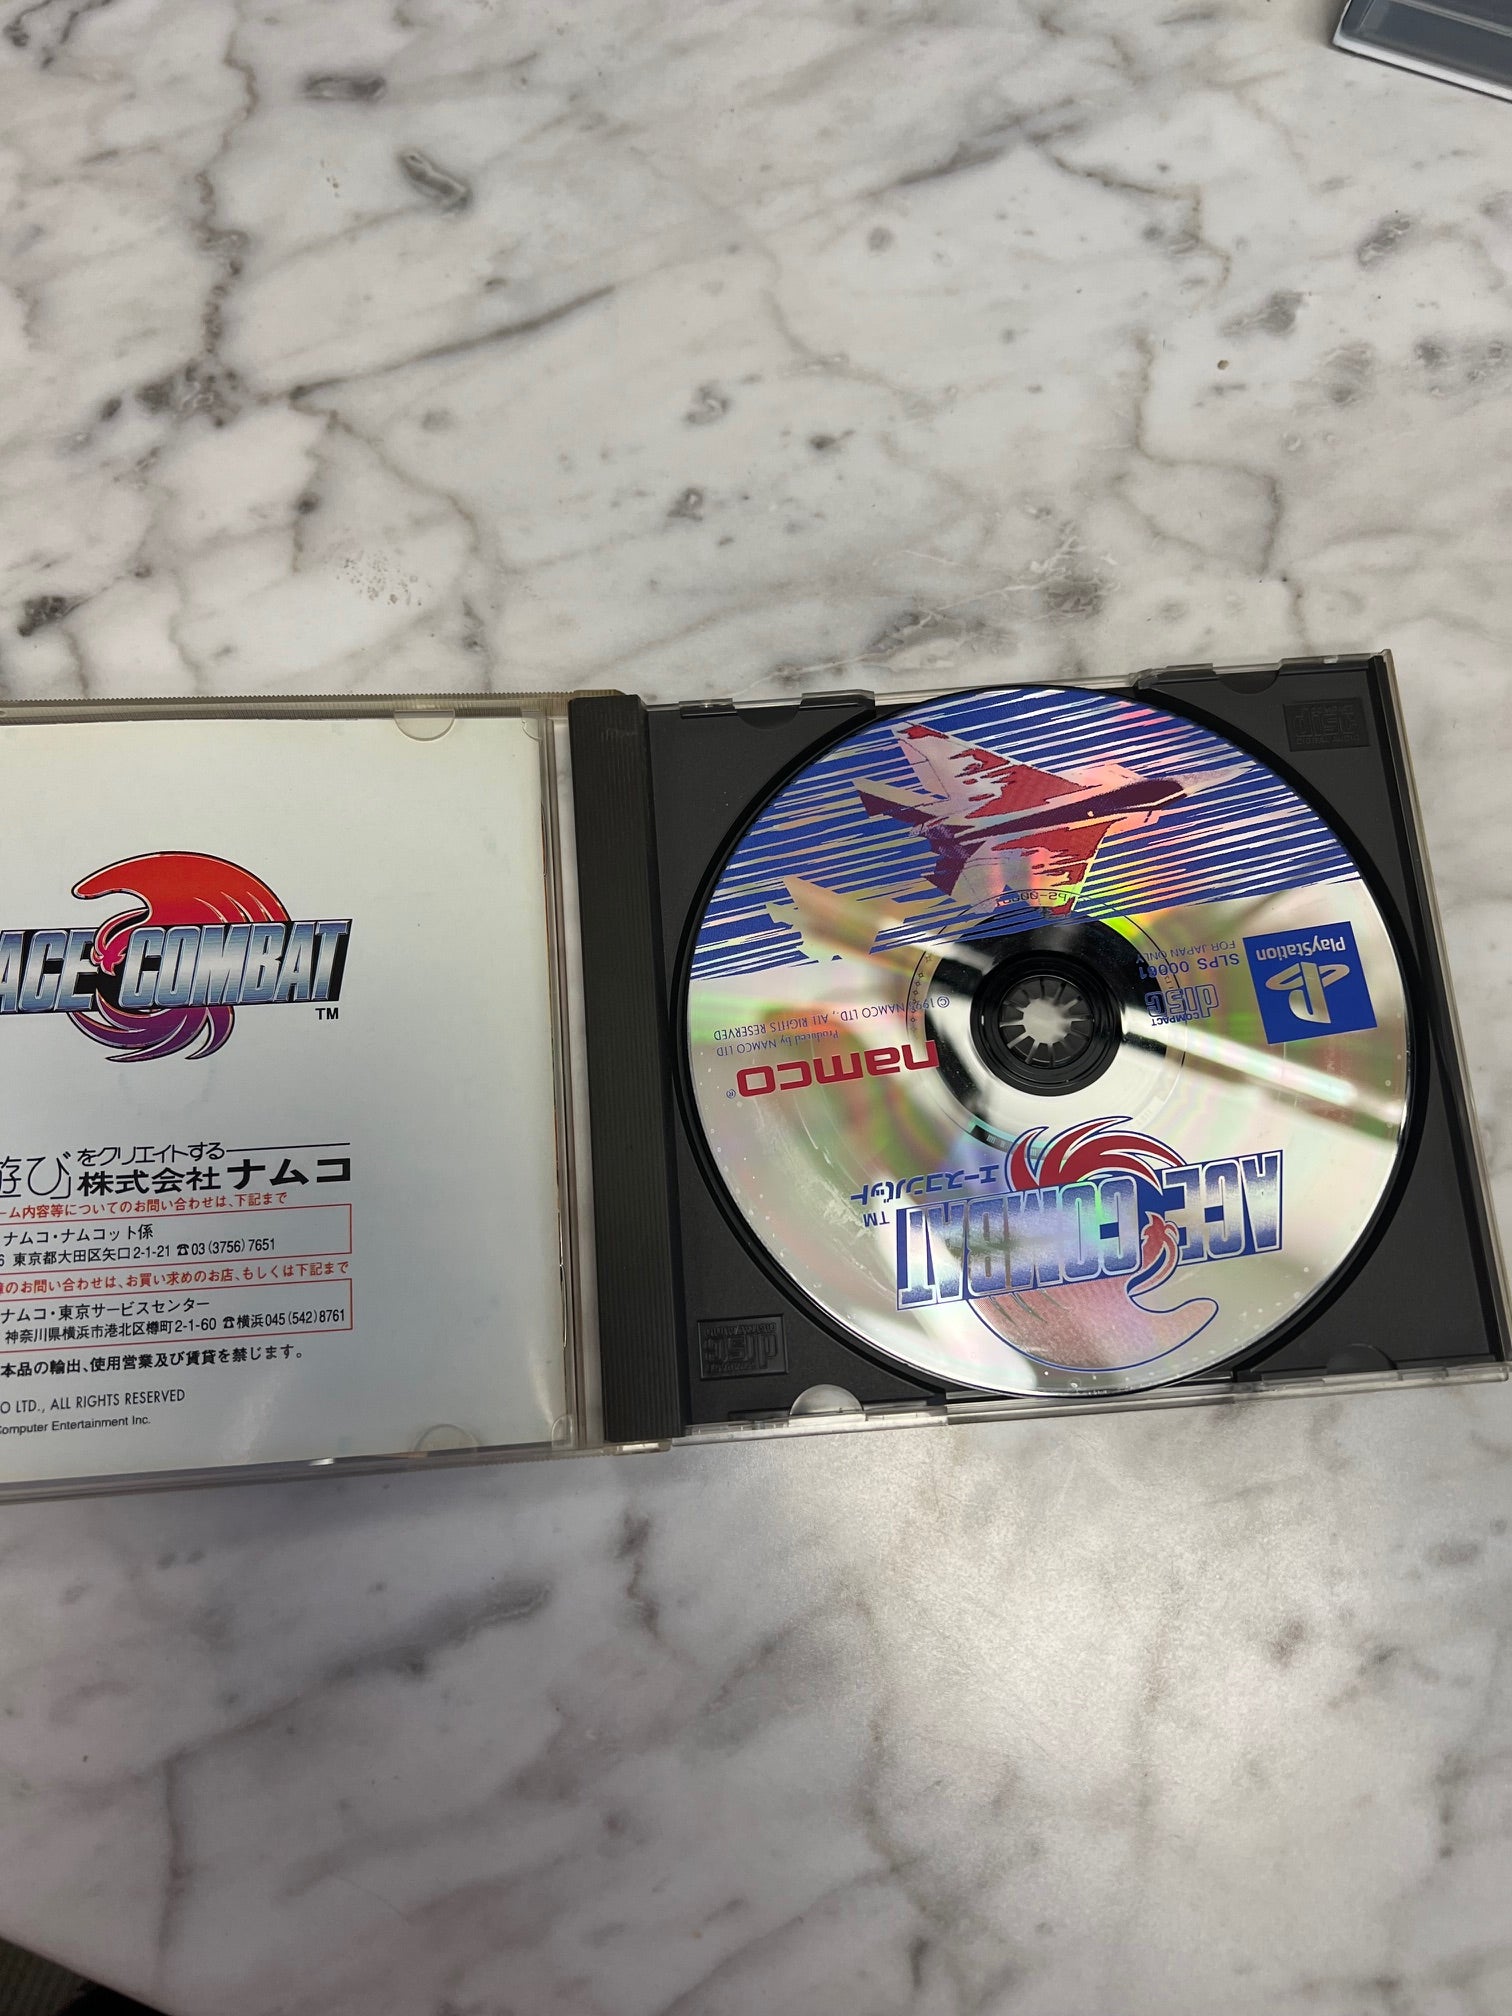 ACE COMBAT
TM
遊び」をクリエイトする
株式会社ナムコ
ーム内容等についてのお問い合わせは、下記まで
ナムコ・ナムコット係
6 東京都大田区矢口2-1-21 ☎03(3756)7651
のお問い合わせは、お買い求めのお店、もしくは下記まで
ナムコ・東京サービスセンター
神奈川県横浜市港北区樽町2-1-60 ☎横浜045(542)8761
本品の輸出、使用営業及び賃貸を禁じます。
O LTD., ALL RIGHTS RESERVED
Computer Entertainment Inc.
ACE COMBAT
TM
エースコンバット
namco
®
Produced by NAMCO LTD
NAMCO LTD., ALL RIGHTS RESERVED
PlayStation
COMPACT
disc
SLPS 00061
FOR JAPAN ONLY